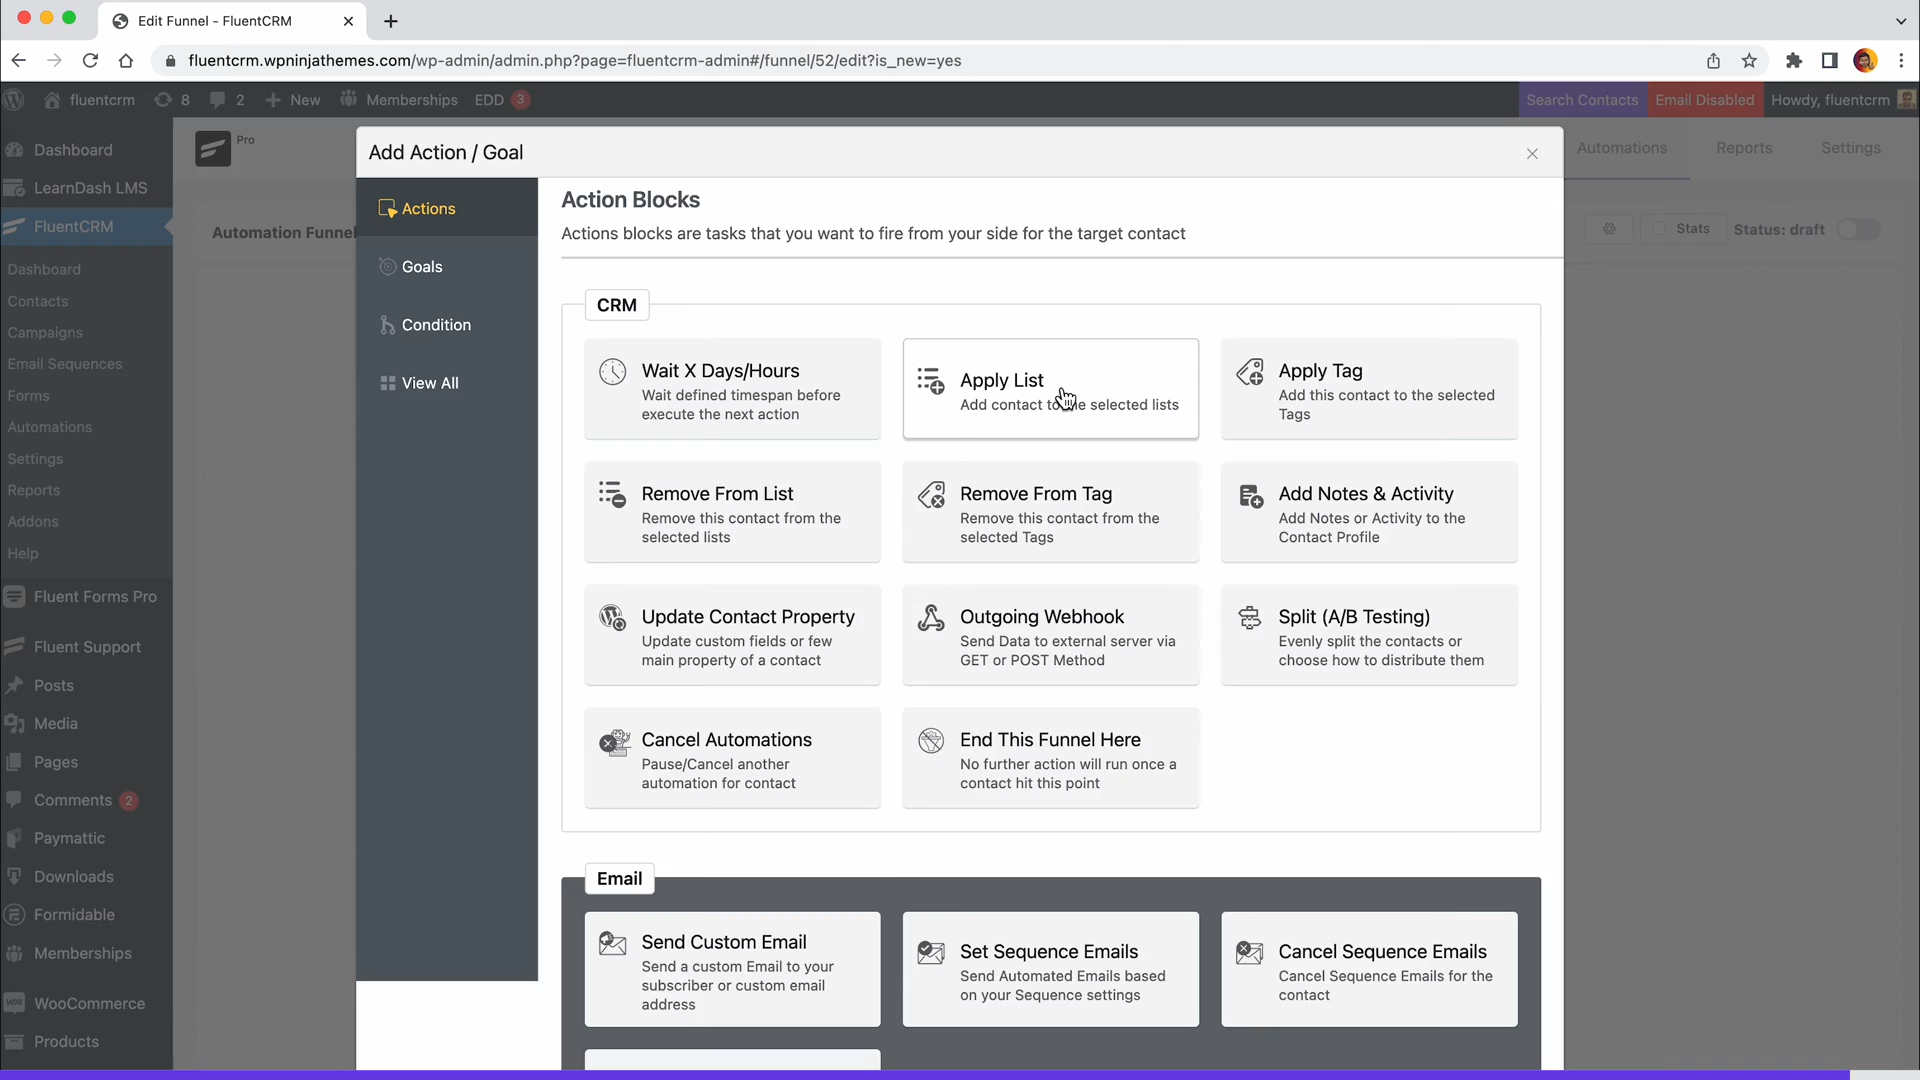 Edit Funnel - FluentCRM
fluentcrm.wpninjathemes.com/wp-admin/admin.php?page=fluentcrm-admin#/funnel/52/edit?is_new=yes
fluentcrm
8
2
New
Memberships
EDD 3
Search Contacts
Email Disabled
Howdy, fluentcrm
Dashboard
LearnDash LMS
FluentCRM
Dashboard
Contacts
Campaigns
Email Sequences
Forms
Automations
Settings
Reports
Addons
Help
Fluent Forms Pro
Fluent Support
Posts
Media
Pages
Comments 2
Paymattic
Downloads
Formidable
Memberships
WooCommerce
Products
Pro
Automations
Reports
Settings
Automation Funnel
Stats
Status: draft
Add Action / Goal
Actions
Goals
Condition
View All
Action Blocks
Actions blocks are tasks that you want to fire from your side for the target contact
CRM
Wait X Days/Hours
Wait defined timespan before
execute the next action
Apply List
Add contact to the selected lists
Apply Tag
Add this contact to the selected
Tags
Remove From List
Remove this contact from the
selected lists
Remove From Tag
Remove this contact from the
selected Tags
Add Notes & Activity
Add Notes or Activity to the
Contact Profile
Update Contact Property
Update custom fields or few
main property of a contact
Outgoing Webhook
Send Data to external server via
GET or POST Method
Split (A/B Testing)
Evenly split the contacts or
choose how to distribute them
Cancel Automations
Pause/Cancel another
automation for contact
End This Funnel Here
No further action will run once a
contact hit this point
Email
Send Custom Email
Send a custom Email to your
subscriber or custom email
address
Set Sequence Emails
Send Automated Emails based
on your Sequence settings
Cancel Sequence Emails
Cancel Sequence Emails for the
contact